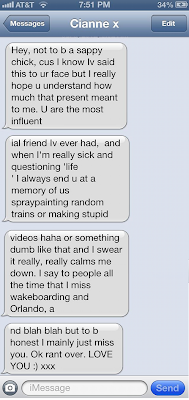 AT&T 7:51 PM 34%
Messages Cianne x Edit
Hey, not to b a sappy
chick, cus I know Iv said
this to ur face but I really
hope u understand how
much that present meant
to me. U are the most
influent
ial friend Iv ever had,  and
when I'm really sick and
questioning 'life
' I always end u at a
memory of us
spraypainting random
trains or making stupid
videos haha or something
dumb like that and I swear
it really, really calms me
down. I say to people all
the time that I miss
wakeboarding and
Orlando, a
nd blah blah but to b
honest I mainly just miss
you. Ok rant over. LOVE
YOU :) xxx
iMessage Send